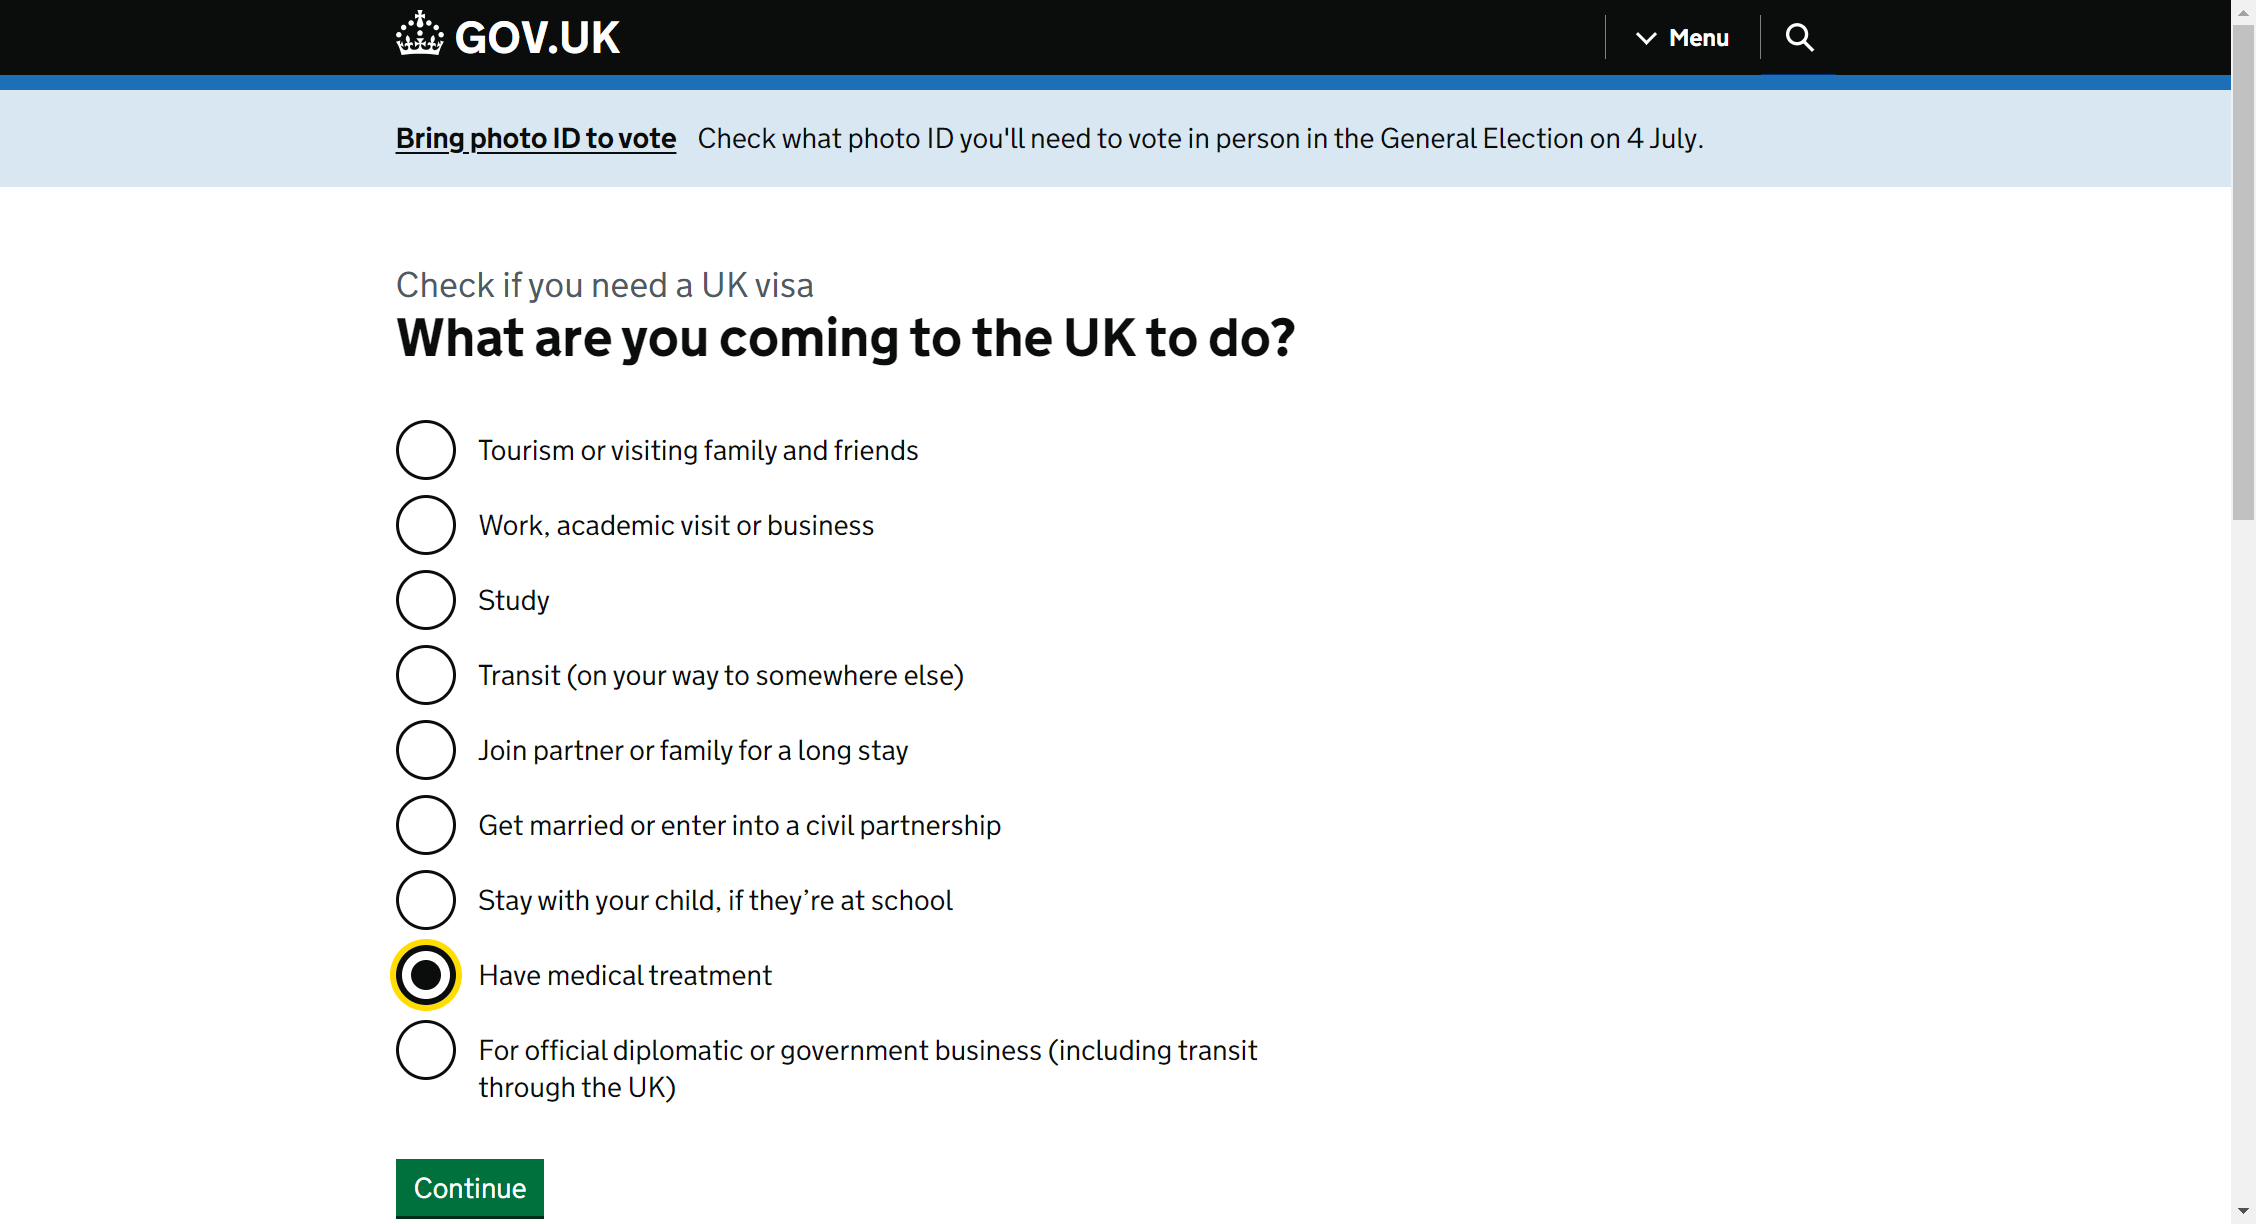 GOV.UK
Menu
Bring photo ID to vote Check what photo ID you'll need to vote in person in the General Election on 4 July.
Check if you need a UK visa
What are you coming to the UK to do?
Tourism or visiting family and friends
Work, academic visit or business
Study
Transit (on your way to somewhere else)
Join partner or family for a long stay
Get married or enter into a civil partnership
Stay with your child, if they’re at school
Have medical treatment
For official diplomatic or government business (including transit
through the UK)
Continue